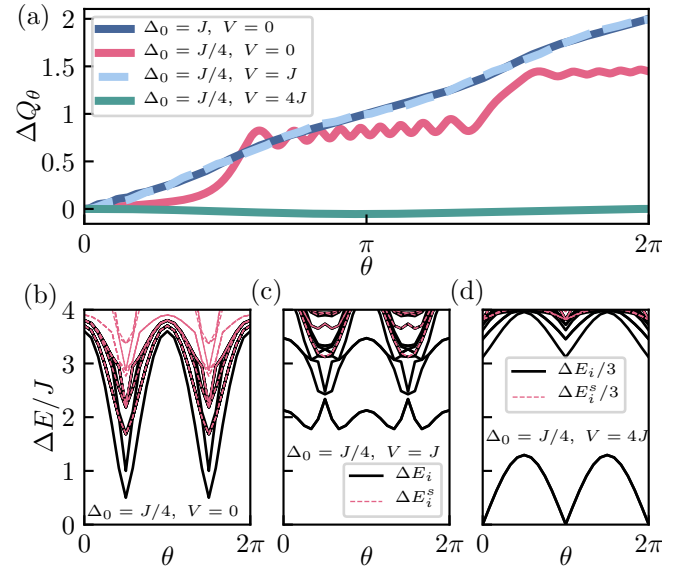 (a)
ΔQ_θ
2
1.5
1
0.5
0
Δ₀ = J, V = 0
Δ₀ = J/4, V = 0
Δ₀ = J/4, V = J
Δ₀ = J/4, V = 4J
0
π
2π
θ
(b)
(c)
(d)
ΔE/J
4
3
2
1
0
Δ₀ = J/4, V = 0
0
2π
θ
Δ₀ = J/4, V = J
ΔE_i
ΔE_i^s
0
2π
θ
ΔE_i/3
ΔE_i^s/3
Δ₀ = J/4, V = 4J
0
2π
θ